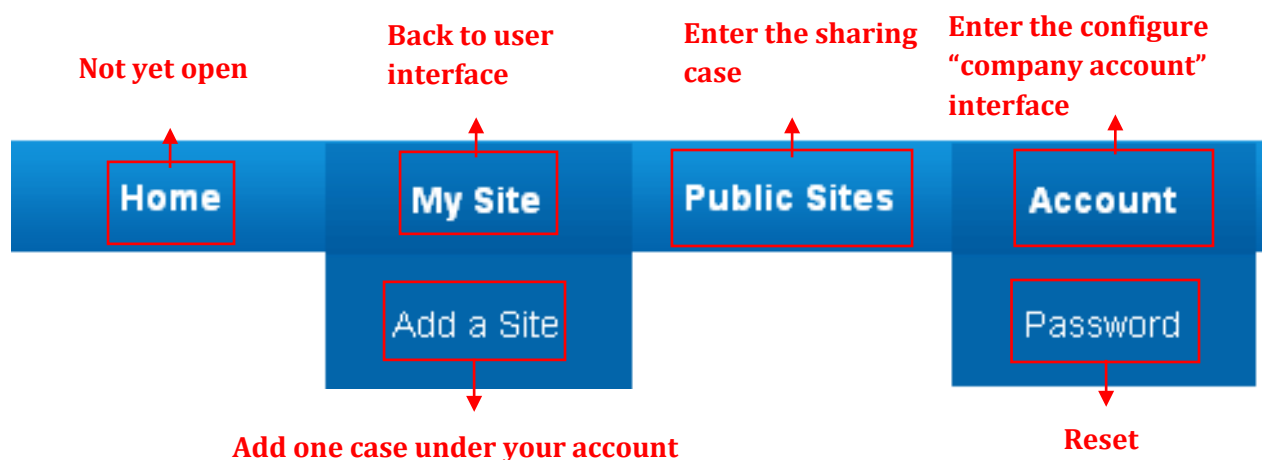 Not yet open
Back to user
interface
Enter the sharing
case
Enter the configure
“company account”
interface
Home
My Site
Public Sites
Account
Add a Site
Password
Add one case under your account
Reset